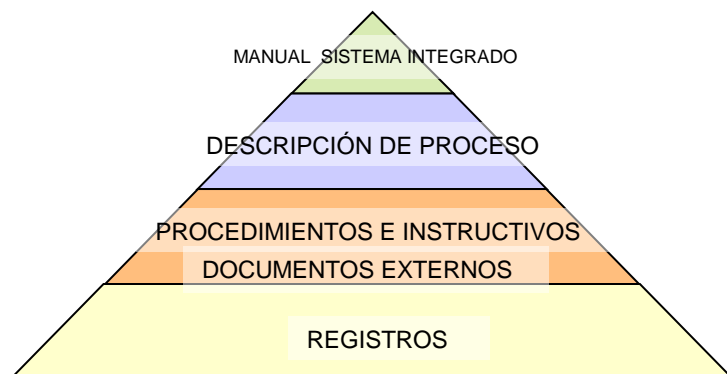 MANUAL SISTEMA INTEGRADO
DESCRIPCIÓN DE PROCESO
PROCEDIMIENTOS E INSTRUCTIVOS
DOCUMENTOS EXTERNOS
REGISTROS